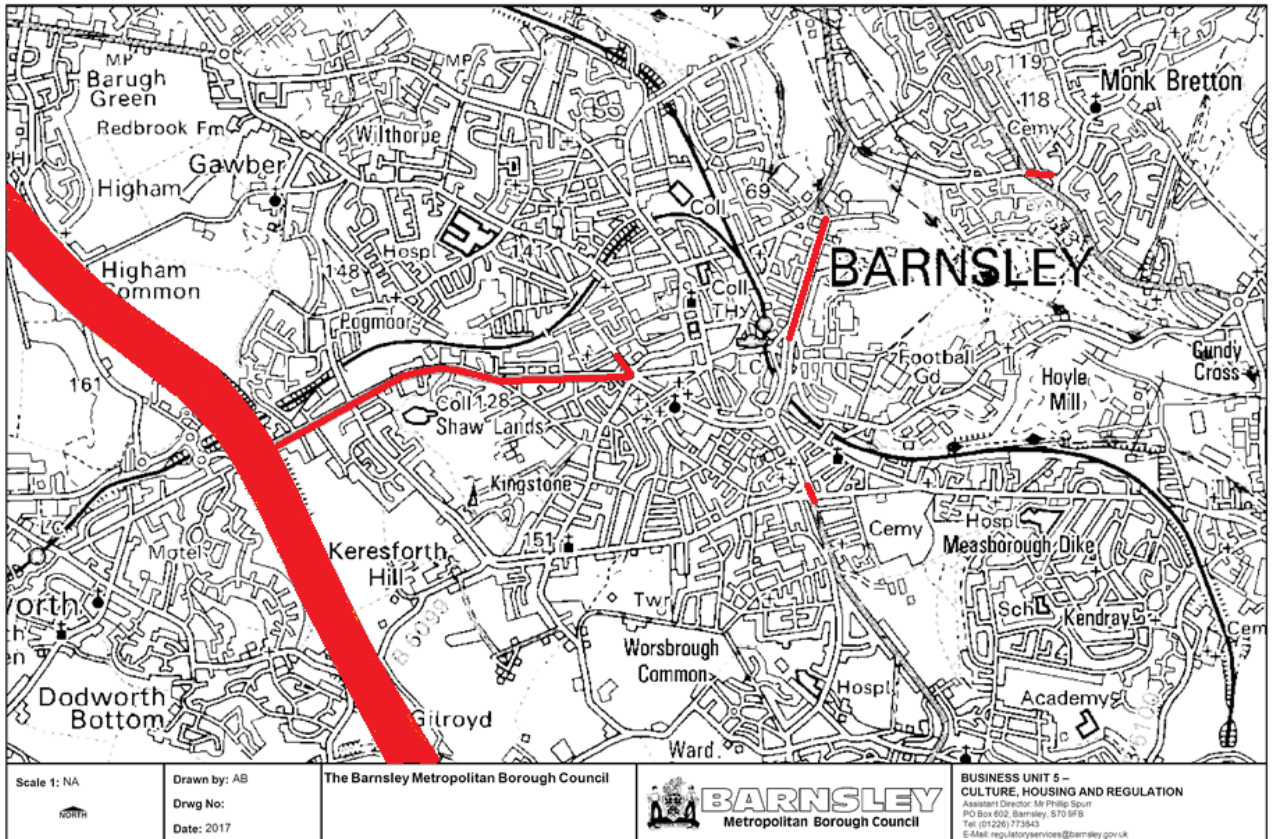 MP
MP
119
Barugh
Green
118
Monk Bretton
Redbrook Fm
Wilthorpe
Cemy
Gawber
Higham
69
Coll
Hospl
141
BARNSLEY
148
Higham
Common
Coll
THx
Pogmoor
LC
Football
Gd
Gundy
Cross
161
Hoyle
Mill
128
Coll
Shaw Lands
Kingstone
Cemy
Hospl
Measborough Dike
151
LC
Motel
Keresforth
Hill
Twr
Sch
Kendray
worth
B 6099
Cem
Worsbrough
Common
Hospl
Academy
Dodworth
Bottom
Gilroyd
Ward
Scale 1: NA
NORTH
Drawn by: AB
Drwg No:
Date: 2017
The Barnsley Metropolitan Borough Council
BARNSLEY
Metropolitan Borough Council
BUSINESS UNIT 5 –
CULTURE, HOUSING AND REGULATION
Assistant Director: Mr Phillip Spurr
PO Box 602, Barnsley, S70 9FB
Tel: (01226) 773843
E-Mail: regulatoryservices@barnsley.gov.uk